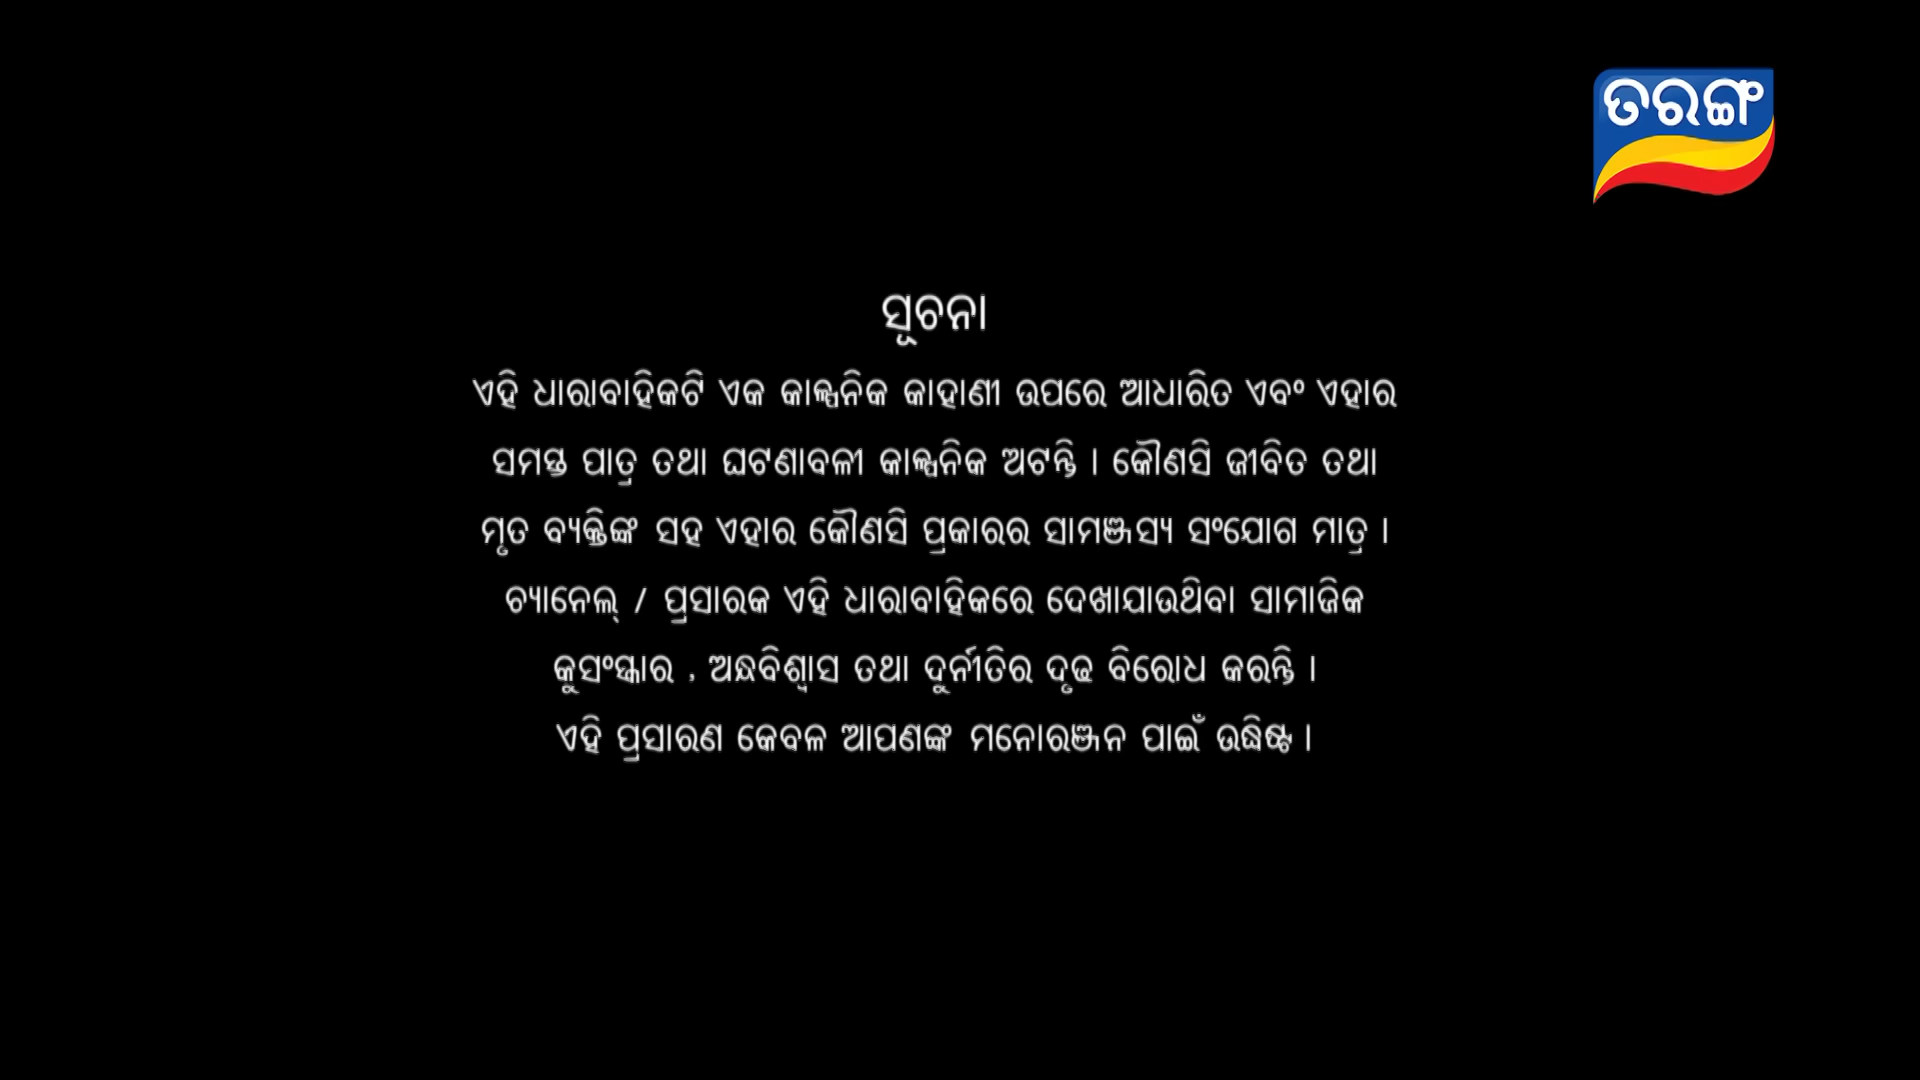 ତରଙ୍ଗ
ସୂଚନା
ଏହି ଧାରାବାହିକଟି ଏକ କାଳ୍ପନିକ କାହାଣୀ ଉପରେ ଆଧାରିତ ଏବଂ ଏହାର
ସମସ୍ତ ପାତ୍ର ତଥା ଘଟଣାବଳୀ କାଳ୍ପନିକ ଅଟନ୍ତି । କୌଣସି ଜୀବିତ ତଥା
ମୃତ ବ୍ୟକ୍ତିଙ୍କ ସହ ଏହାର କୌଣସି ପ୍ରକାରର ସାମଞ୍ଜସ୍ୟ ସଂଯୋଗ ମାତ୍ର ।
ଚ୍ୟାନେଲ୍ / ପ୍ରସାରକ ଏହି ଧାରାବାହିକରେ ଦେଖାଯାଉଥିବା ସାମାଜିକ
କୁସଂସ୍କାର , ଅନ୍ଧବିଶ୍ୱାସ ତଥା ଦୁର୍ନୀତିର ଦୃଢ ବିରୋଧ କରନ୍ତି ।
ଏହି ପ୍ରସାରଣ କେବଳ ଆପଣଙ୍କ ମନୋରଞ୍ଜନ ପାଇଁ ଉଦ୍ଧିଷ୍ଟ ।